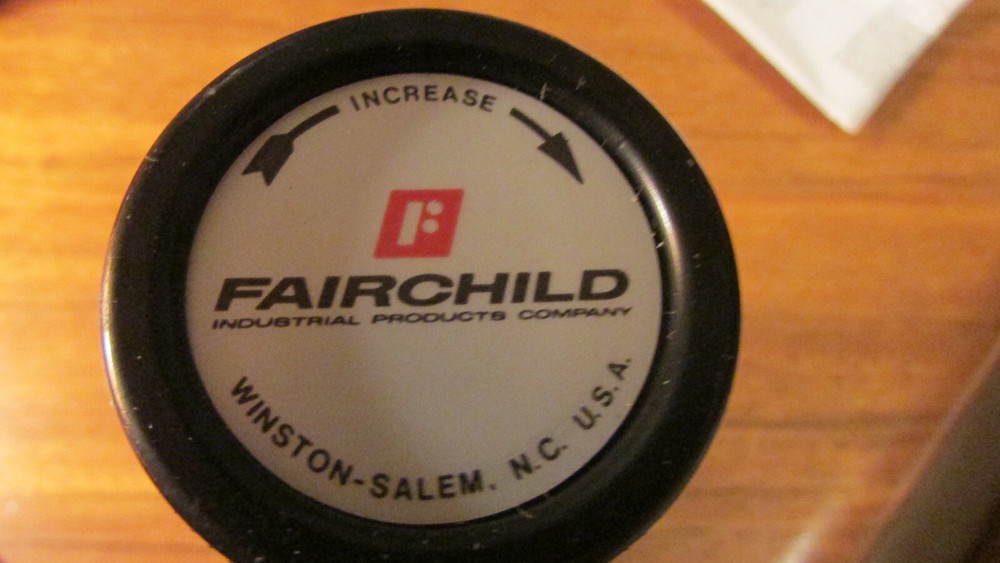 INCREASE
FAIRCHILD
INDUSTRIAL PRODUCTS COMPANY
WINSTON-SALEM. N.C. U.S.A.